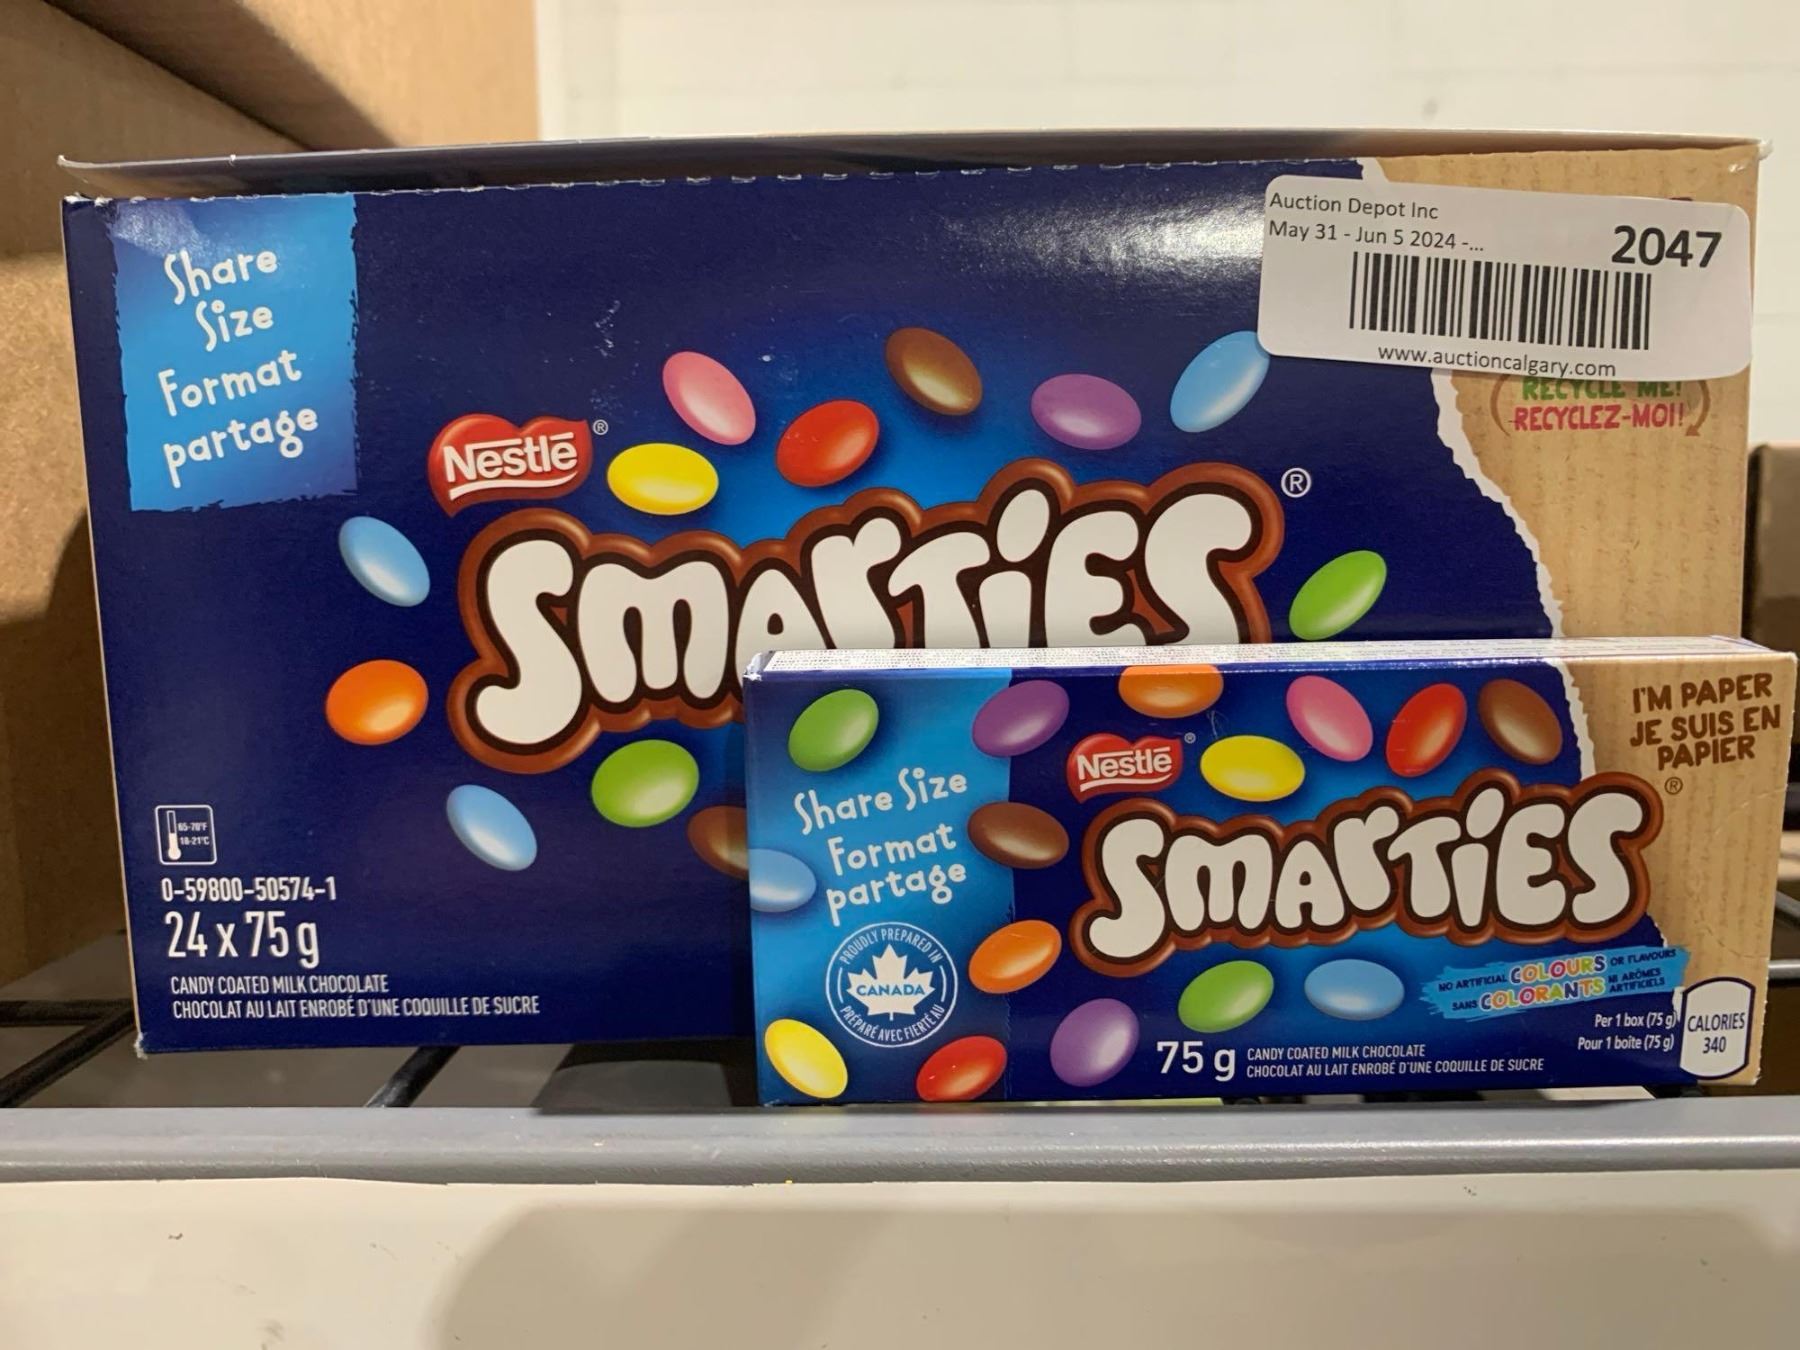 Share
Size
Format
partage
Nestlé®
SMARTIES®
Auction Depot Inc
May 31 - Jun 5 2024 -...
2047
www.auctioncalgary.com
RECYCLE ME!
RECYCLEZ-MOI!
65-70°F
18-21°C
0-59800-50574-1
24 x 75 g
CANDY COATED MILK CHOCOLATE
CHOCOLAT AU LAIT ENROBÉ D'UNE COQUILLE DE SUCRE
Share Size
Format
partage
PROUDLY PREPARED IN
CANADA
PRÉPARÉ AVEC FIERTÉ AU
Nestlé®
SMARTIES®
I'M PAPER
JE SUIS EN
PAPIER
NO ARTIFICIAL COLOURS OR FLAVOURS
SANS COLORANTS NI ARÔMES ARTIFICIELS
Per 1 box (75 g)
Pour 1 boîte (75 g)
CALORIES
340
75 g
CANDY COATED MILK CHOCOLATE
CHOCOLAT AU LAIT ENROBÉ D'UNE COQUILLE DE SUCRE